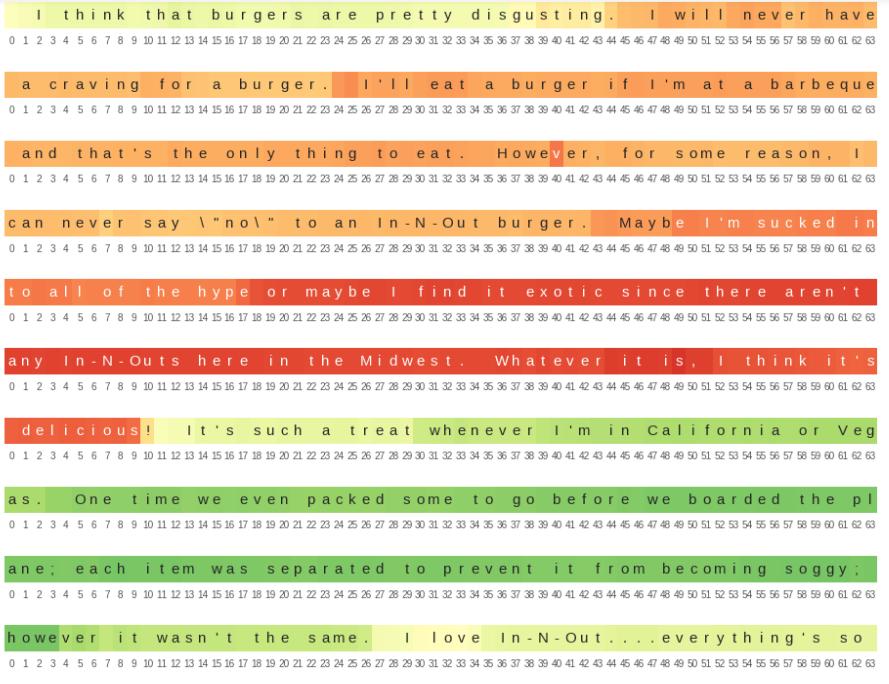 I think that burgers are pretty disgusting.  I will never have
0 1 2 3 4 5 6 7 8 9 10 11 12 13 14 15 16 17 18 19 20 21 22 23 24 25 26 27 28 29 30 31 32 33 34 35 36 37 38 39 40 41 42 43 44 45 46 47 48 49 50 51 52 53 54 55 56 57 58 59 60 61 62 63
a craving for a burger.  I'll eat a burger if I'm at a barbeque
0 1 2 3 4 5 6 7 8 9 10 11 12 13 14 15 16 17 18 19 20 21 22 23 24 25 26 27 28 29 30 31 32 33 34 35 36 37 38 39 40 41 42 43 44 45 46 47 48 49 50 51 52 53 54 55 56 57 58 59 60 61 62 63
and that's the only thing to eat.  However, for some reason, I
0 1 2 3 4 5 6 7 8 9 10 11 12 13 14 15 16 17 18 19 20 21 22 23 24 25 26 27 28 29 30 31 32 33 34 35 36 37 38 39 40 41 42 43 44 45 46 47 48 49 50 51 52 53 54 55 56 57 58 59 60 61 62 63
can never say \"no\" to an In-N-Out burger.  Maybe I'm sucked in
0 1 2 3 4 5 6 7 8 9 10 11 12 13 14 15 16 17 18 19 20 21 22 23 24 25 26 27 28 29 30 31 32 33 34 35 36 37 38 39 40 41 42 43 44 45 46 47 48 49 50 51 52 53 54 55 56 57 58 59 60 61 62 63
to all of the hype or maybe I find it exotic since there aren't
0 1 2 3 4 5 6 7 8 9 10 11 12 13 14 15 16 17 18 19 20 21 22 23 24 25 26 27 28 29 30 31 32 33 34 35 36 37 38 39 40 41 42 43 44 45 46 47 48 49 50 51 52 53 54 55 56 57 58 59 60 61 62 63
any In-N-Outs here in the Midwest.  Whatever it is, I think it's
0 1 2 3 4 5 6 7 8 9 10 11 12 13 14 15 16 17 18 19 20 21 22 23 24 25 26 27 28 29 30 31 32 33 34 35 36 37 38 39 40 41 42 43 44 45 46 47 48 49 50 51 52 53 54 55 56 57 58 59 60 61 62 63
delicious!  It's such a treat whenever I'm in California or Veg
0 1 2 3 4 5 6 7 8 9 10 11 12 13 14 15 16 17 18 19 20 21 22 23 24 25 26 27 28 29 30 31 32 33 34 35 36 37 38 39 40 41 42 43 44 45 46 47 48 49 50 51 52 53 54 55 56 57 58 59 60 61 62 63
as.  One time we even packed some to go before we boarded the pl
0 1 2 3 4 5 6 7 8 9 10 11 12 13 14 15 16 17 18 19 20 21 22 23 24 25 26 27 28 29 30 31 32 33 34 35 36 37 38 39 40 41 42 43 44 45 46 47 48 49 50 51 52 53 54 55 56 57 58 59 60 61 62 63
ane; each item was separated to prevent it from becoming soggy;
0 1 2 3 4 5 6 7 8 9 10 11 12 13 14 15 16 17 18 19 20 21 22 23 24 25 26 27 28 29 30 31 32 33 34 35 36 37 38 39 40 41 42 43 44 45 46 47 48 49 50 51 52 53 54 55 56 57 58 59 60 61 62 63
however it wasn't the same.  I love In-N-Out....everything's so
0 1 2 3 4 5 6 7 8 9 10 11 12 13 14 15 16 17 18 19 20 21 22 23 24 25 26 27 28 29 30 31 32 33 34 35 36 37 38 39 40 41 42 43 44 45 46 47 48 49 50 51 52 53 54 55 56 57 58 59 60 61 62 63